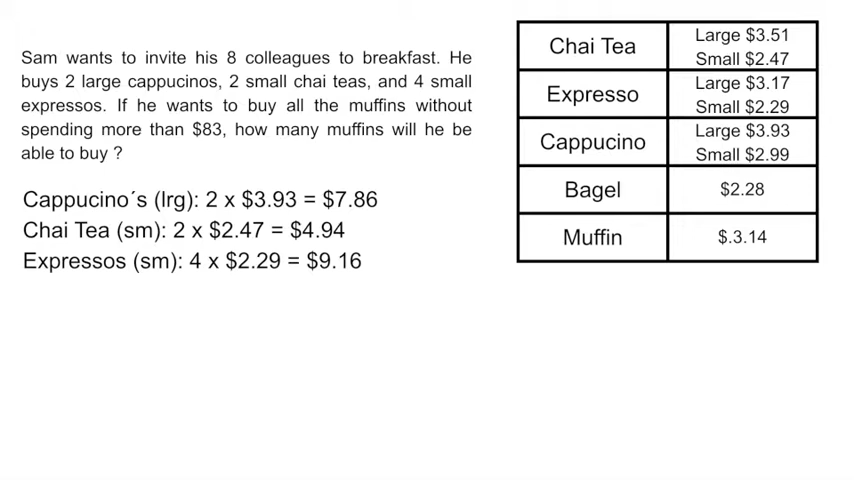 Sam wants to invite his 8 colleagues to breakfast. He
buys 2 large cappucinos, 2 small chai teas, and 4 small
expressos. If he wants to buy all the muffins without
spending more than $83, how many muffins will he be
able to buy ?
Cappucino´s (lrg): 2 x $3.93 = $7.86
Chai Tea (sm): 2 x $2.47 = $4.94
Expressos (sm): 4 x $2.29 = $9.16
Chai Tea
Large $3.51
Small $2.47
Expresso
Large $3.17
Small $2.29
Cappucino
Large $3.93
Small $2.99
Bagel
$2.28
Muffin
$.3.14